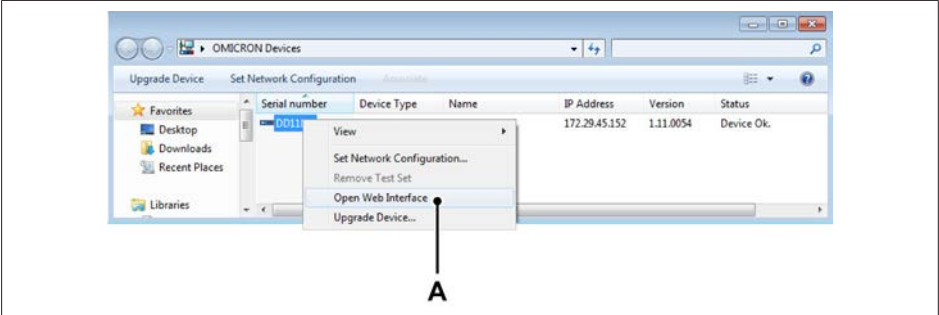 OMICRON Devices
Upgrade Device Set Network Configuration Associate
Favorites
Desktop
Downloads
Recent Places
Libraries
Serial number Device Type Name IP Address Version Status
172.29.45.152 1.11.0054 Device Ok.
View
Set Network Configuration...
Remove Test Set
Open Web Interface
Upgrade Device...
A